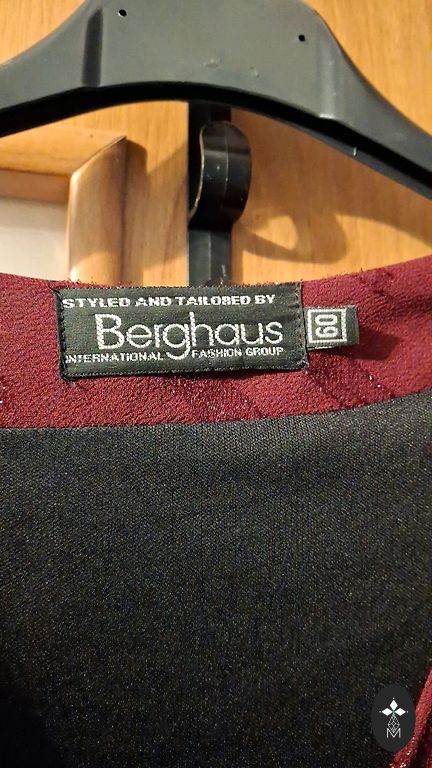 STYLED AND TAILORED BY
Berghaus
INTERNATIONAL FASHION GROUP
60
M